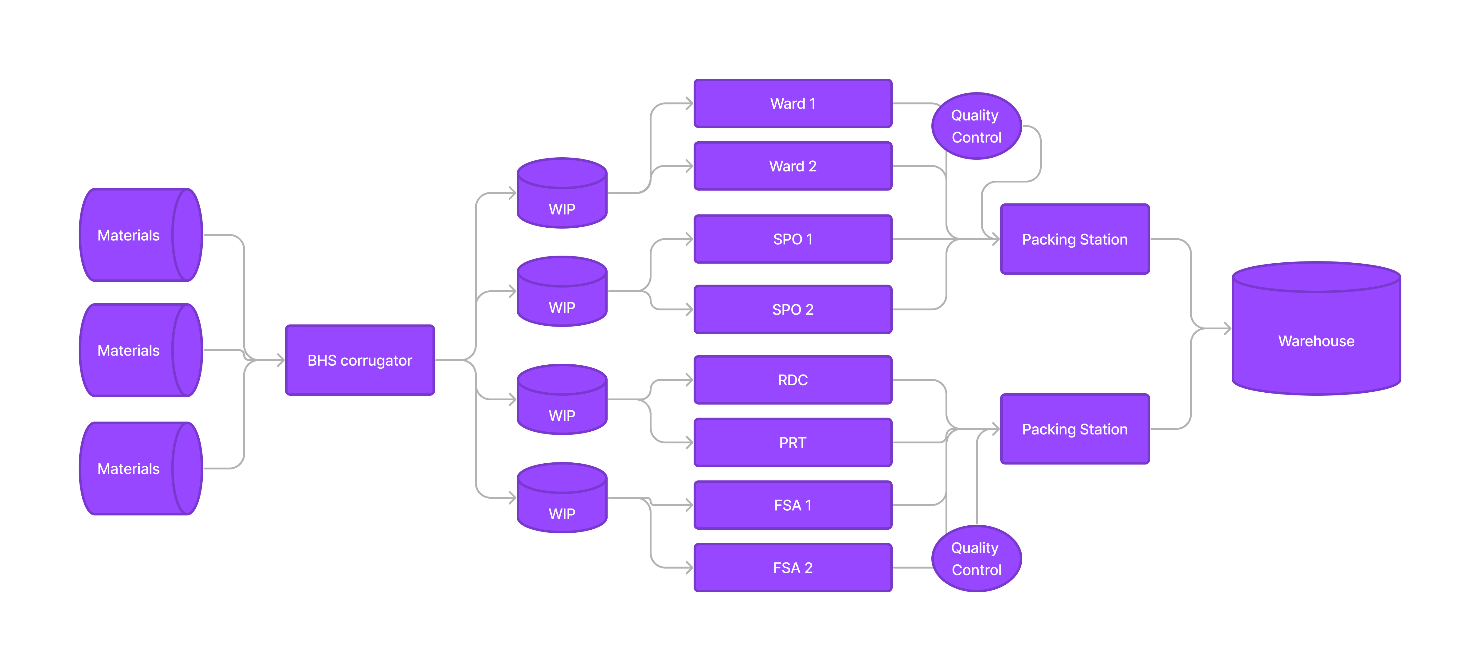 Materials
Materials
Materials
BHS corrugator
WIP
WIP
WIP
WIP
Ward 1
Ward 2
SPO 1
SPO 2
RDC
PRT
FSA 1
FSA 2
Quality
Control
Packing Station
Packing Station
Quality
Control
Warehouse